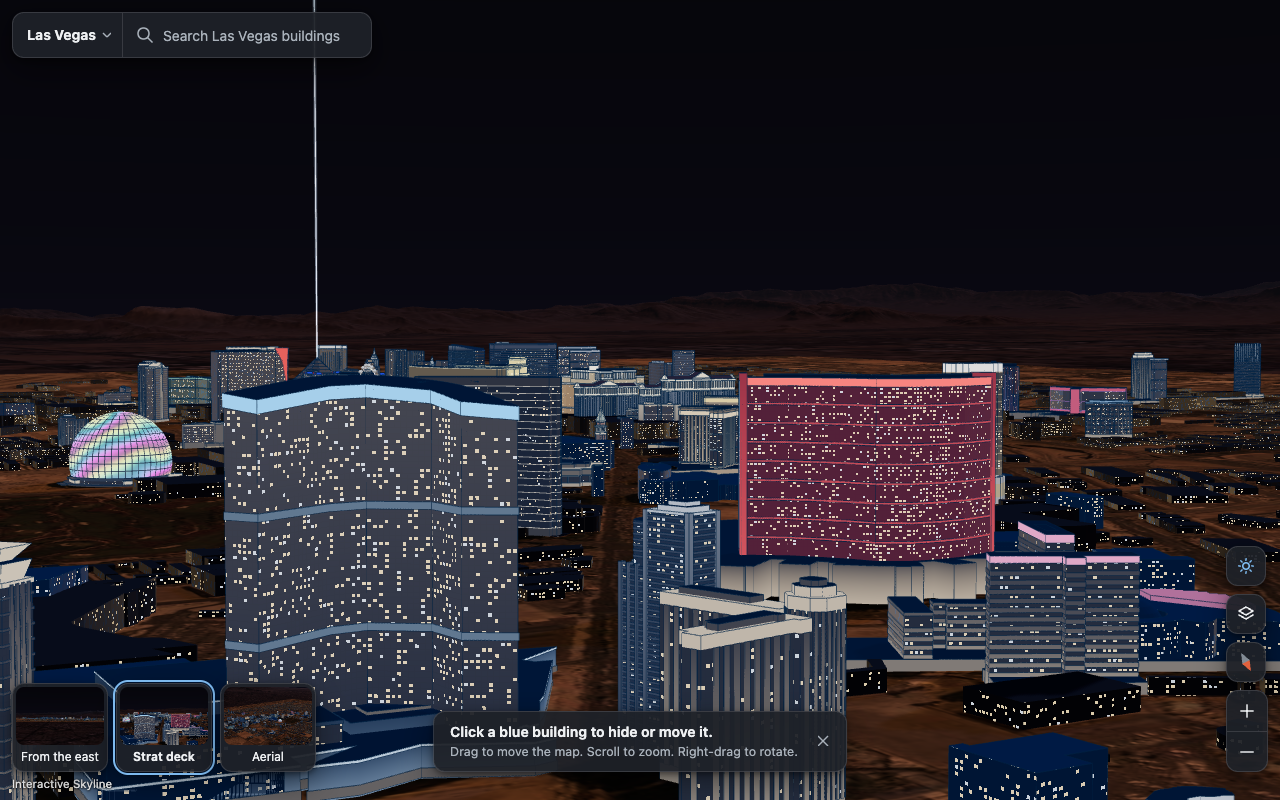 Las Vegas
Search Las Vegas buildings
Click a blue building to hide or move it.
Drag to move the map. Scroll to zoom. Right-drag to rotate.
From the east
Strat deck
Aerial
Interactive Skyline